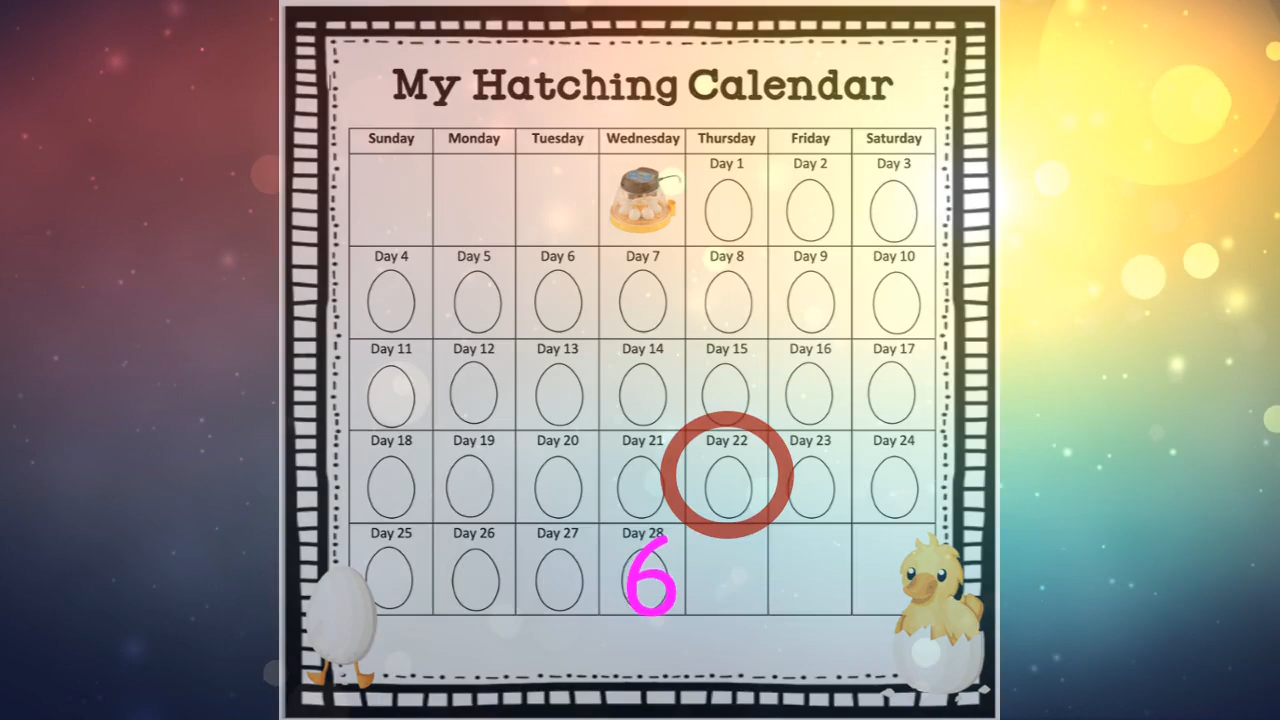 My Hatching Calendar
Sunday Monday Tuesday Wednesday Thursday Friday Saturday
Day 1 Day 2 Day 3
Day 4 Day 5 Day 6 Day 7 Day 8 Day 9 Day 10
Day 11 Day 12 Day 13 Day 14 Day 15 Day 16 Day 17
Day 18 Day 19 Day 20 Day 21 Day 22 Day 23 Day 24
Day 25 Day 26 Day 27 Day 28
6